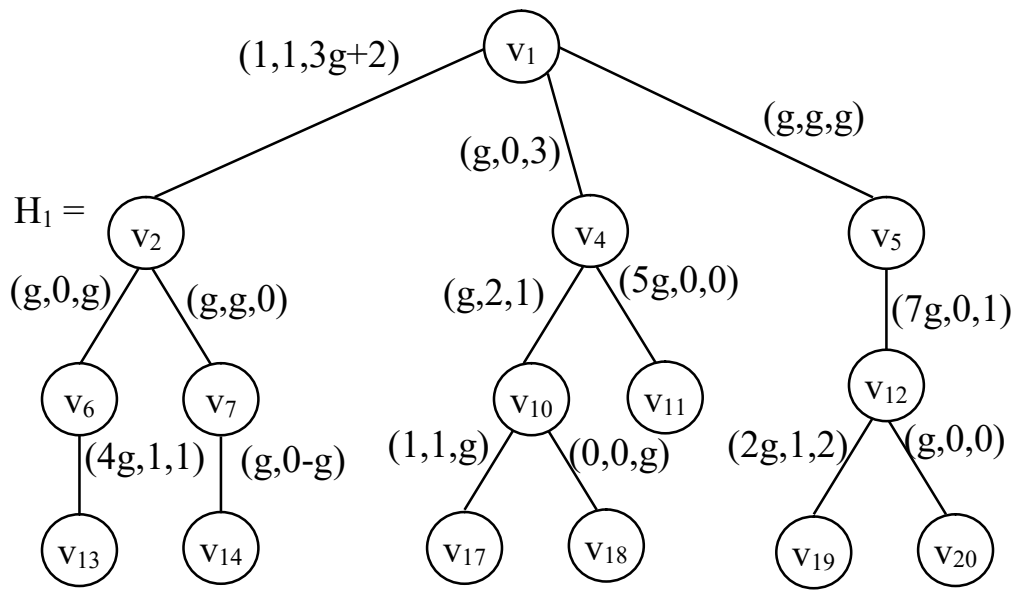 v1
(1,1,3g+2)
(g,g,g)
(g,0,3)
H1 =
v2
v4
v5
(g,0,g)
(g,g,0)
(g,2,1)
(5g,0,0)
(7g,0,1)
v6
v7
v10
v11
v12
(4g,1,1)
(g,0-g)
(1,1,g)
(0,0,g)
(2g,1,2)
(g,0,0)
v13
v14
v17
v18
v19
v20